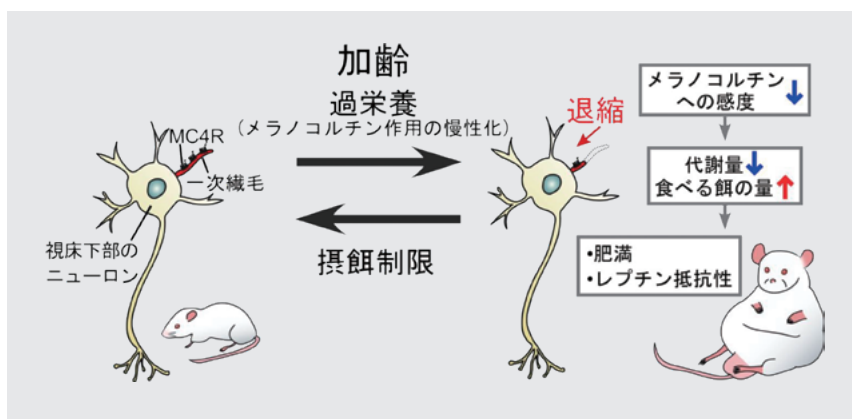 加齢
過栄養
(メラノコルチン作用の慢性化)
MC4R
一次繊毛
視床下部の
ニューロン
摂餌制限
退縮
メラノコルチン
への感度
代謝量
食べる餌の量
•肥満
•レプチン抵抗性